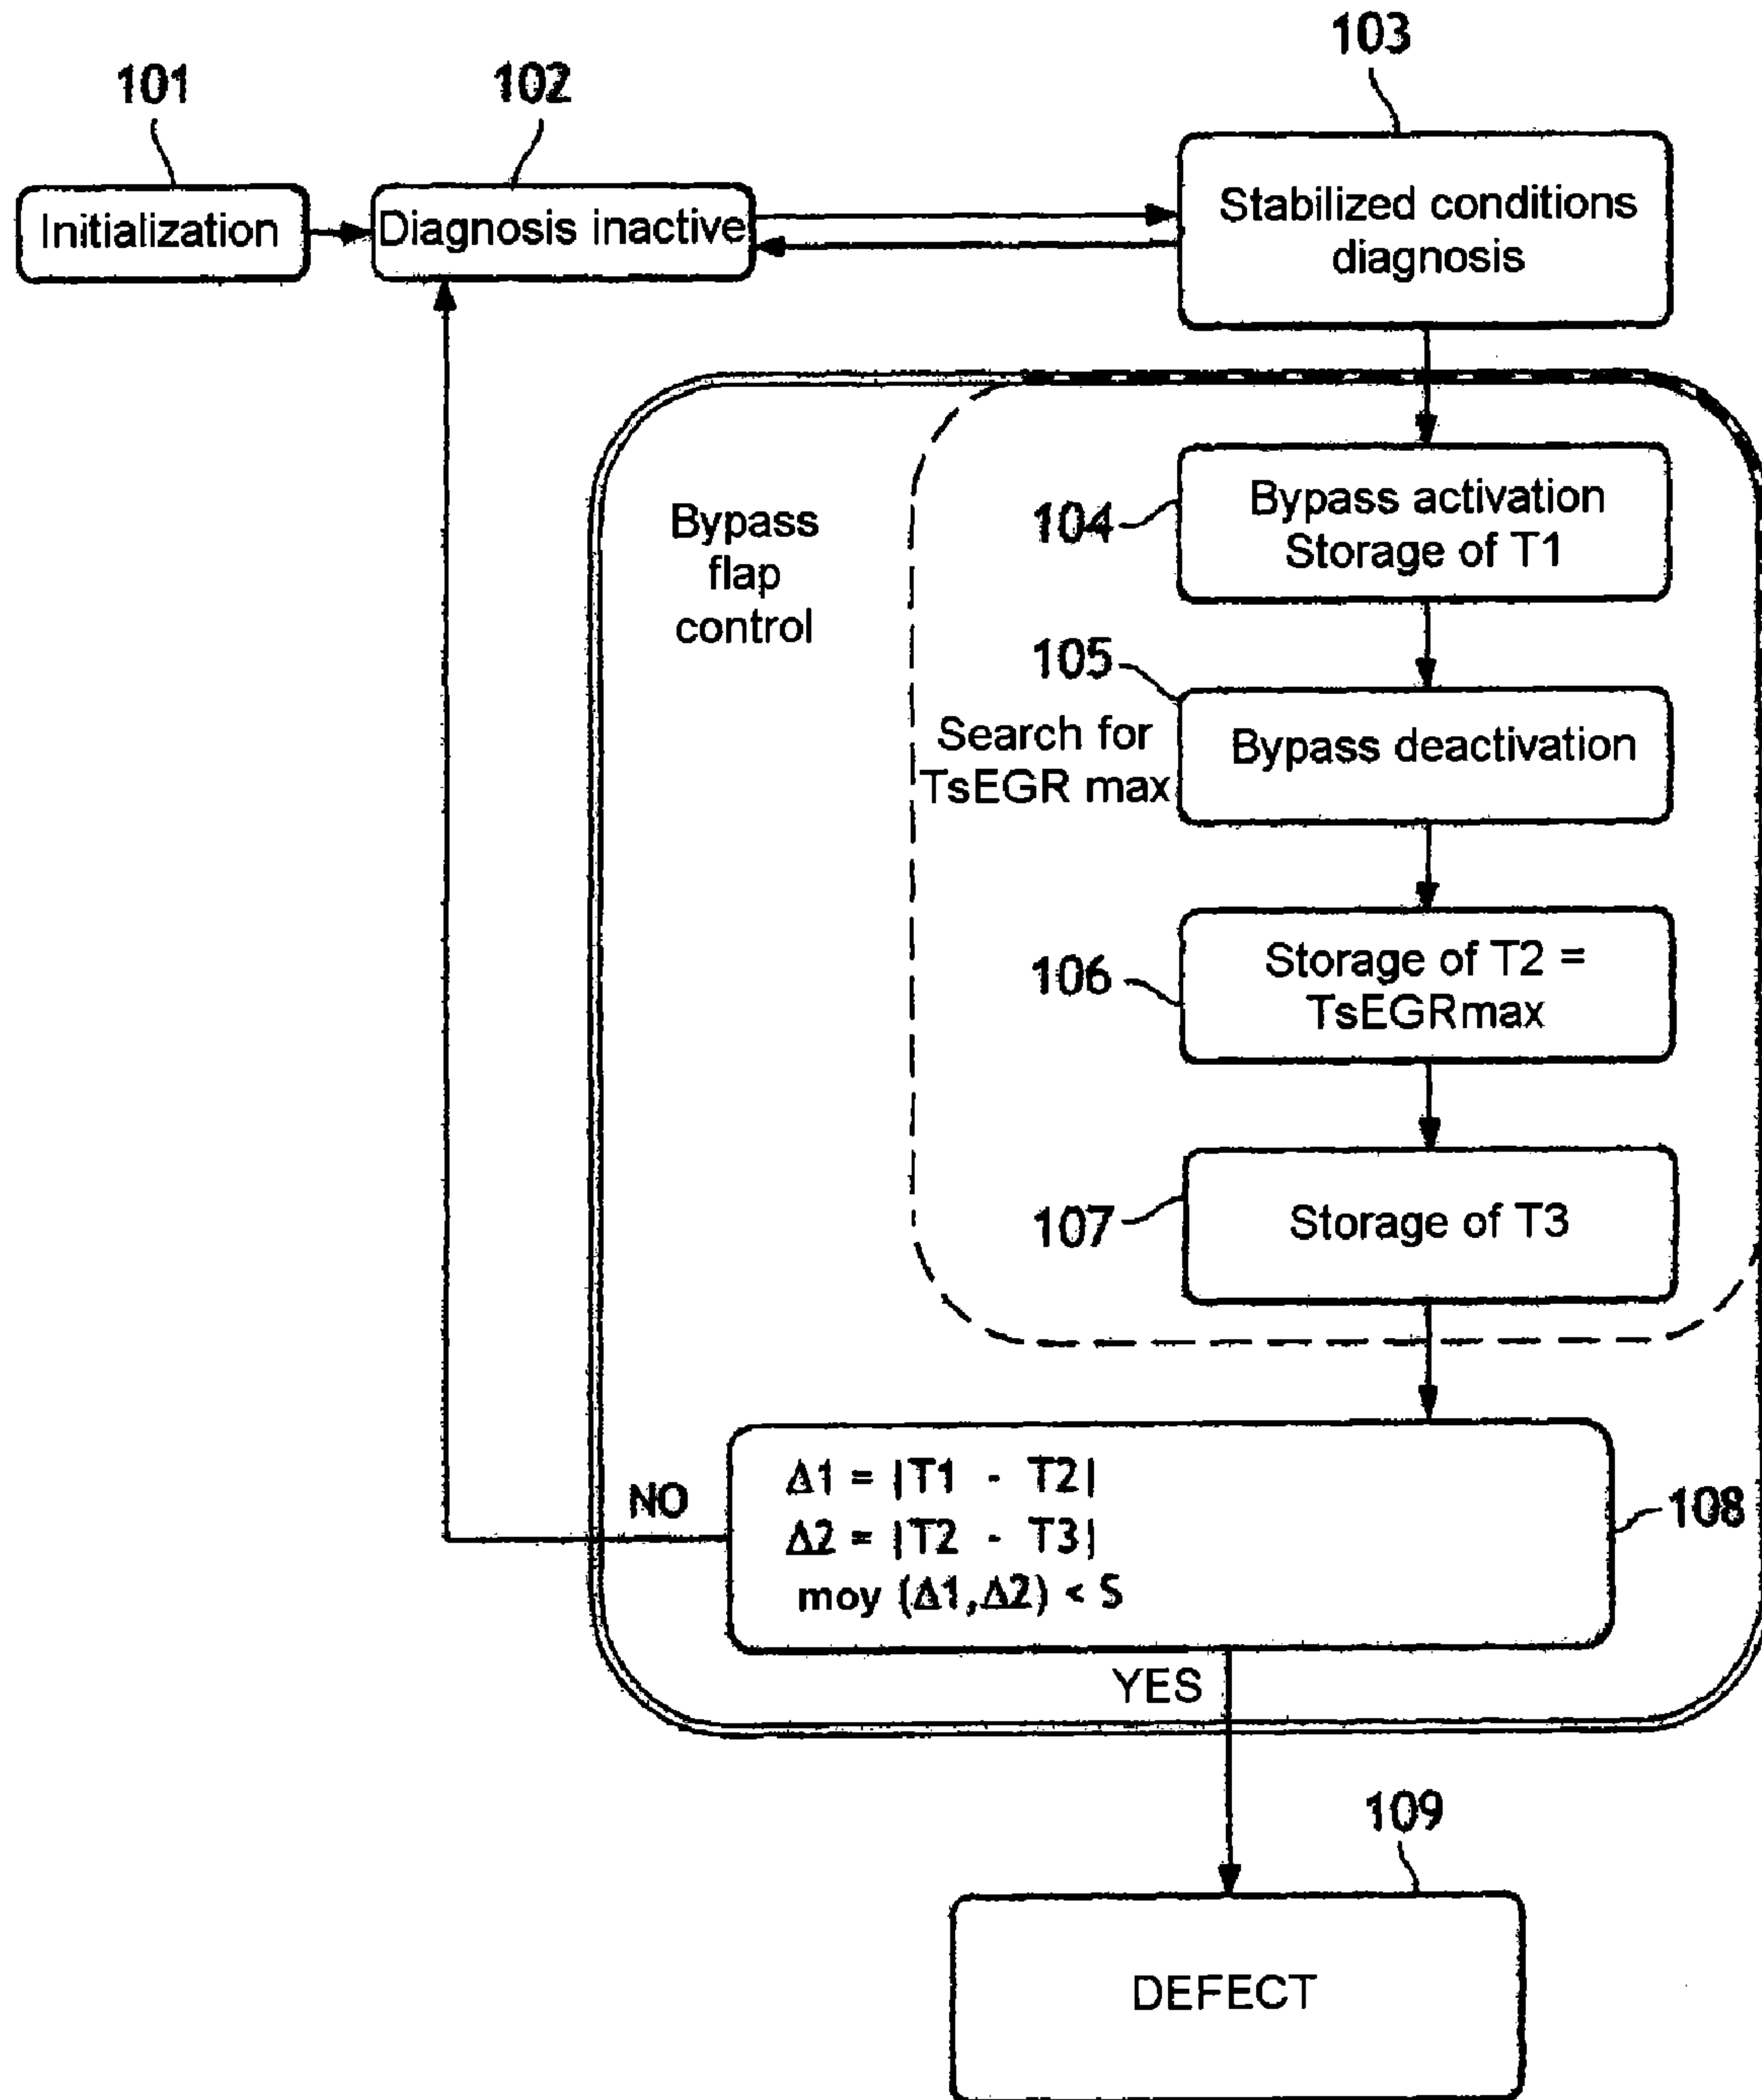 103
101
102
Initialization
Diagnosis inactive
Stabilized conditions
diagnosis
Bypass
flap
control
104
Bypass activation
Storage of T1
105
Search for
TsEGR max
Bypass deactivation
106
Storage of T2 =
TsEGRmax
107
Storage of T3
NO
Δ1 = |T1 - T2|
Δ2 = |T2 - T3|
moy (Δ1,Δ2) < S
108
YES
109
DEFECT